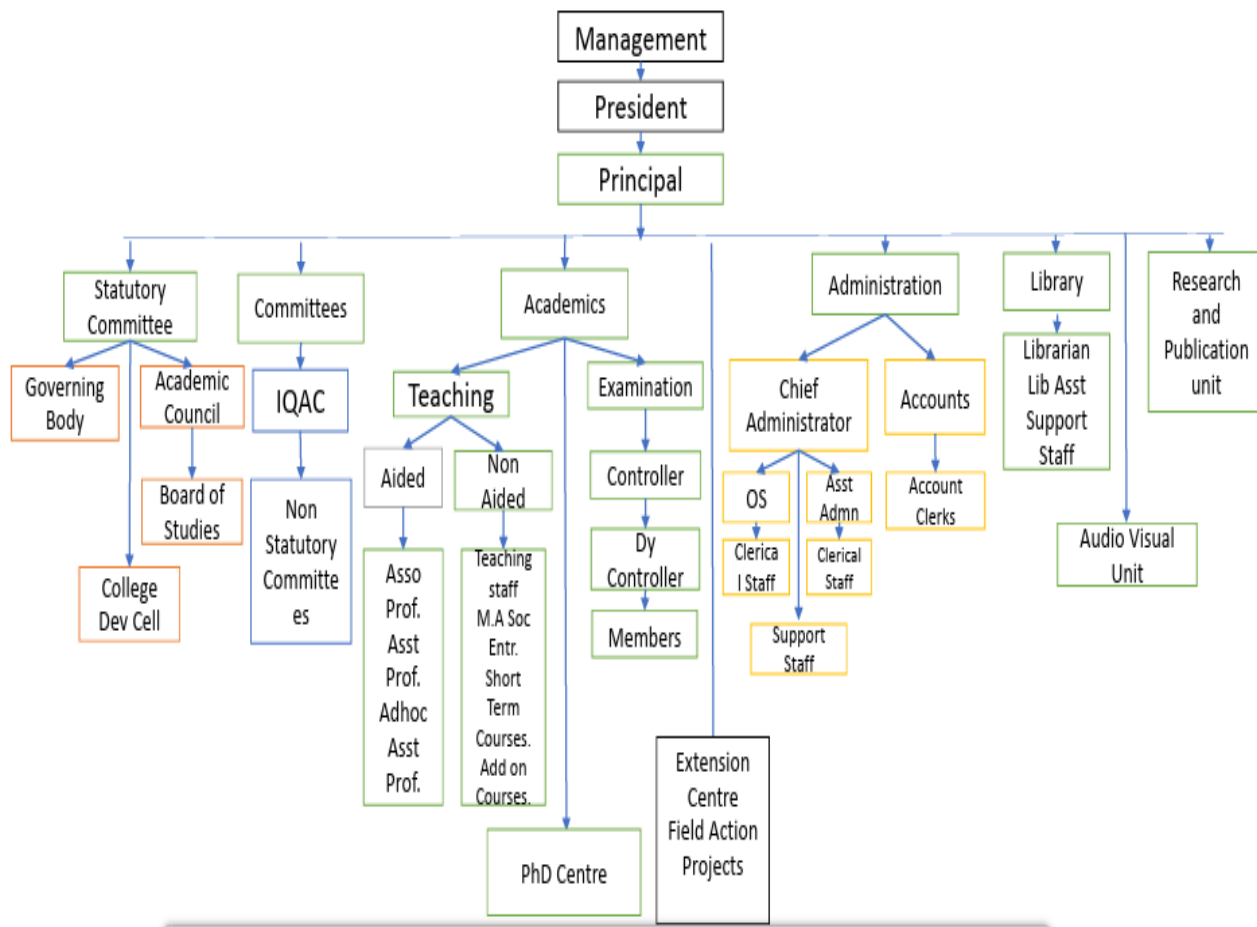 Management
President
Principal
Statutory
Committee
Committees
Academics
Administration
Library
Research
and
Publication
unit
Governing
Body
Academic
Council
Board of
Studies
College
Dev Cell
IQAC
Non
Statutory
Committe
es
Teaching
Aided
Non
Aided
Asso
Prof.
Asst
Prof.
Adhoc
Asst
Prof.
Teaching
staff
M.A Soc
Entr.
Short
Term
Courses.
Add on
Courses.
PhD Centre
Examination
Controller
Dy
Controller
Members
Extension
Centre
Field Action
Projects
Chief
Administrator
Accounts
OS
Asst
Admn
Clerica
l Staff
Clerical Staff
Support
Staff
Account
Clerks
Librarian
Lib Asst
Support
Staff
Audio Visual
Unit